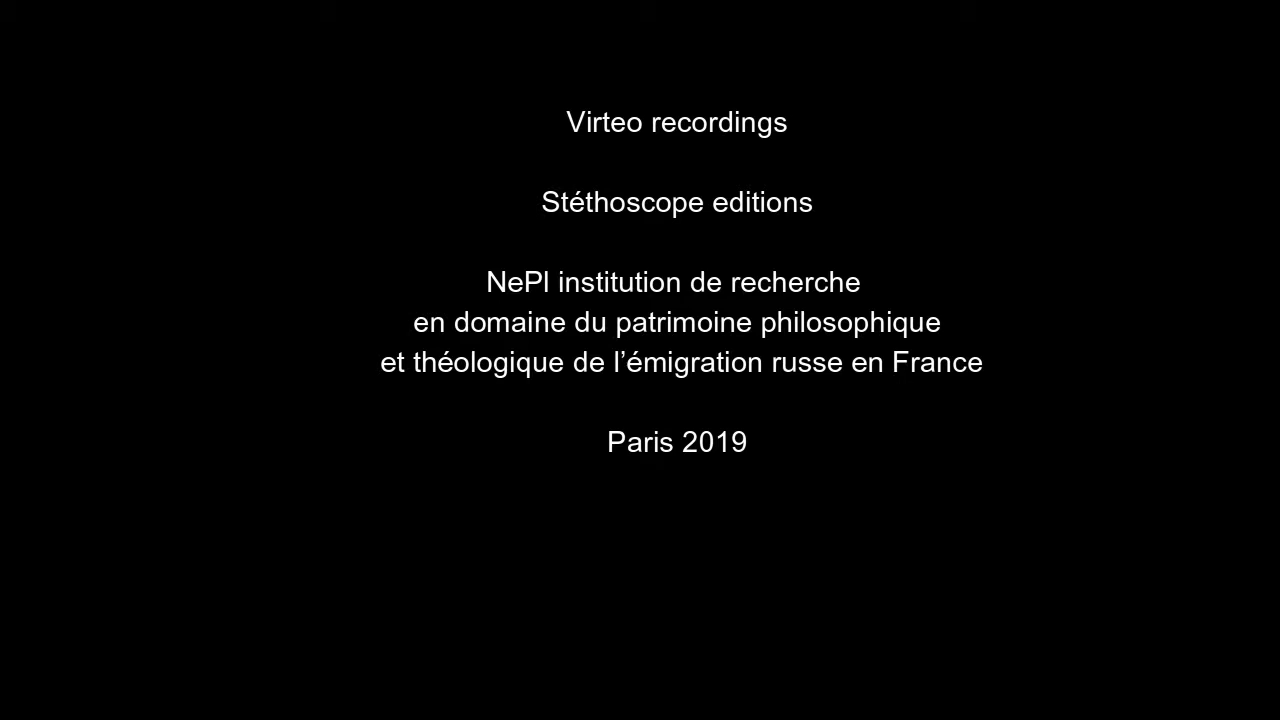 Virteo recordings
Stéthoscope editions
NePl institution de recherche
en domaine du patrimoine philosophique
et théologique de l’émigration russe en France
Paris 2019